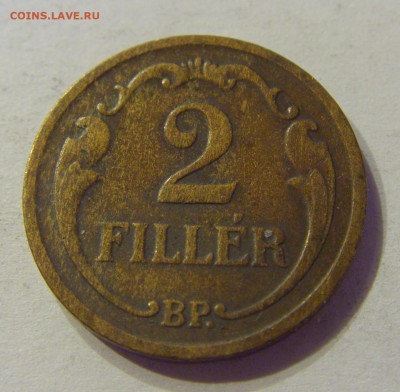 COINS.LAVE.RU
2
FILLÉR
BP.